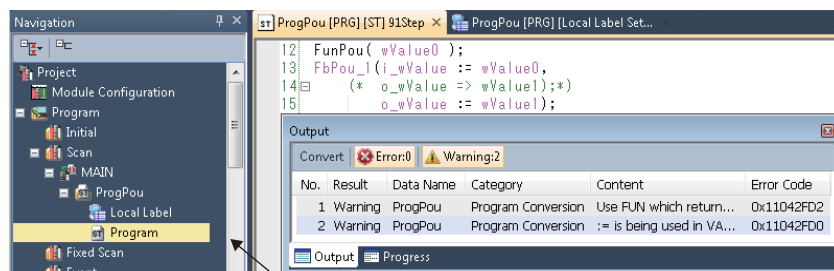 Navigation
ST ProgPou [PRG] [ST] 91Step
ProgPou [PRG] [Local Label Set...
Project
Module Configuration
Program
Initial
Scan
MAIN
ProgPou
Local Label
ST Program
Fixed Scan
12 FunPou( wValue0 );
13 FbPou_1(i_wValue := wValue0,
14 (* o_wValue => wValue1);*)
15 o_wValue := wValue1);
Output
Convert Error:0 Warning:2
No. Result Data Name Category Content Error Code
1 Warning ProgPou Program Conversion Use FUN which return... 0x11042FD2
2 Warning ProgPou Program Conversion := is being used in VA... 0x11042FD0
Output Progress